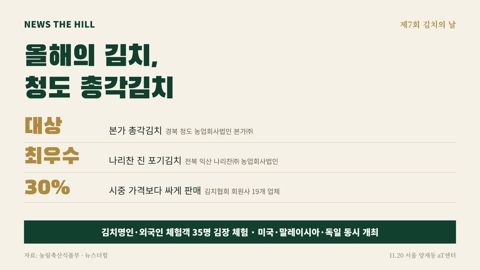 NEWS THE HILL
제7회 김치의 날
올해의 김치,
청도 총각김치
대상
본가 총각김치 경북 청도 농업회사법인 본가㈜
최우수
나리찬 진 포기김치 전북 익산 나리찬㈜ 농업회사법인
30%
시중 가격보다 싸게 판매 김치협회 회원사 19개 업체
김치명인·외국인 체험객 35명 김장 체험 · 미국·말레이시아·독일 동시 개최
자료: 농림축산식품부 · 뉴스더힐
11.20 서울 양재동 aT센터